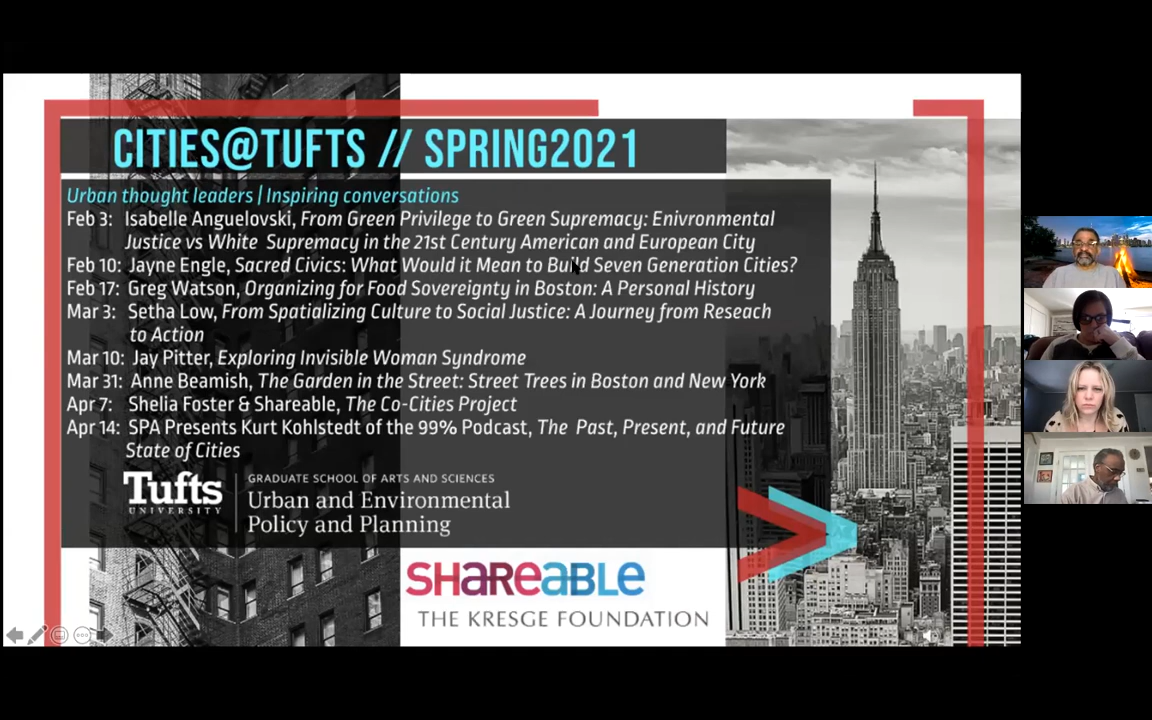 CITIES@TUFTS // SPRING2021
Urban thought leaders | Inspiring conversations
Feb 3: Isabelle Anguelovski, From Green Privilege to Green Supremacy: Enivronmental
Justice vs White Supremacy in the 21st Century American and European City
Feb 10: Jayne Engle, Sacred Civics: What Would it Mean to Build Seven Generation Cities?
Feb 17: Greg Watson, Organizing for Food Sovereignty in Boston: A Personal History
Mar 3: Setha Low, From Spatializing Culture to Social Justice: A Journey from Reseach
to Action
Mar 10: Jay Pitter, Exploring Invisible Woman Syndrome
Mar 31: Anne Beamish, The Garden in the Street: Street Trees in Boston and New York
Apr 7: Shelia Foster & Shareable, The Co-Cities Project
Apr 14: SPA Presents Kurt Kohlstedt of the 99% Podcast, The Past, Present, and Future
State of Cities
Tufts
UNIVERSITY
GRADUATE SCHOOL OF ARTS AND SCIENCES
Urban and Environmental
Policy and Planning
SHAREABLE
THE KRESGE FOUNDATION